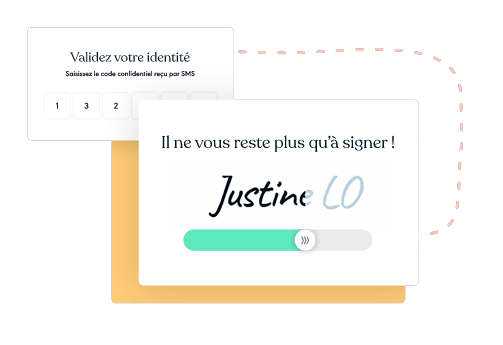 Validez votre identité
Saisissez le code confidentiel reçu par SMS
1 3 2
Il ne vous reste plus qu'à signer !
Justine LO